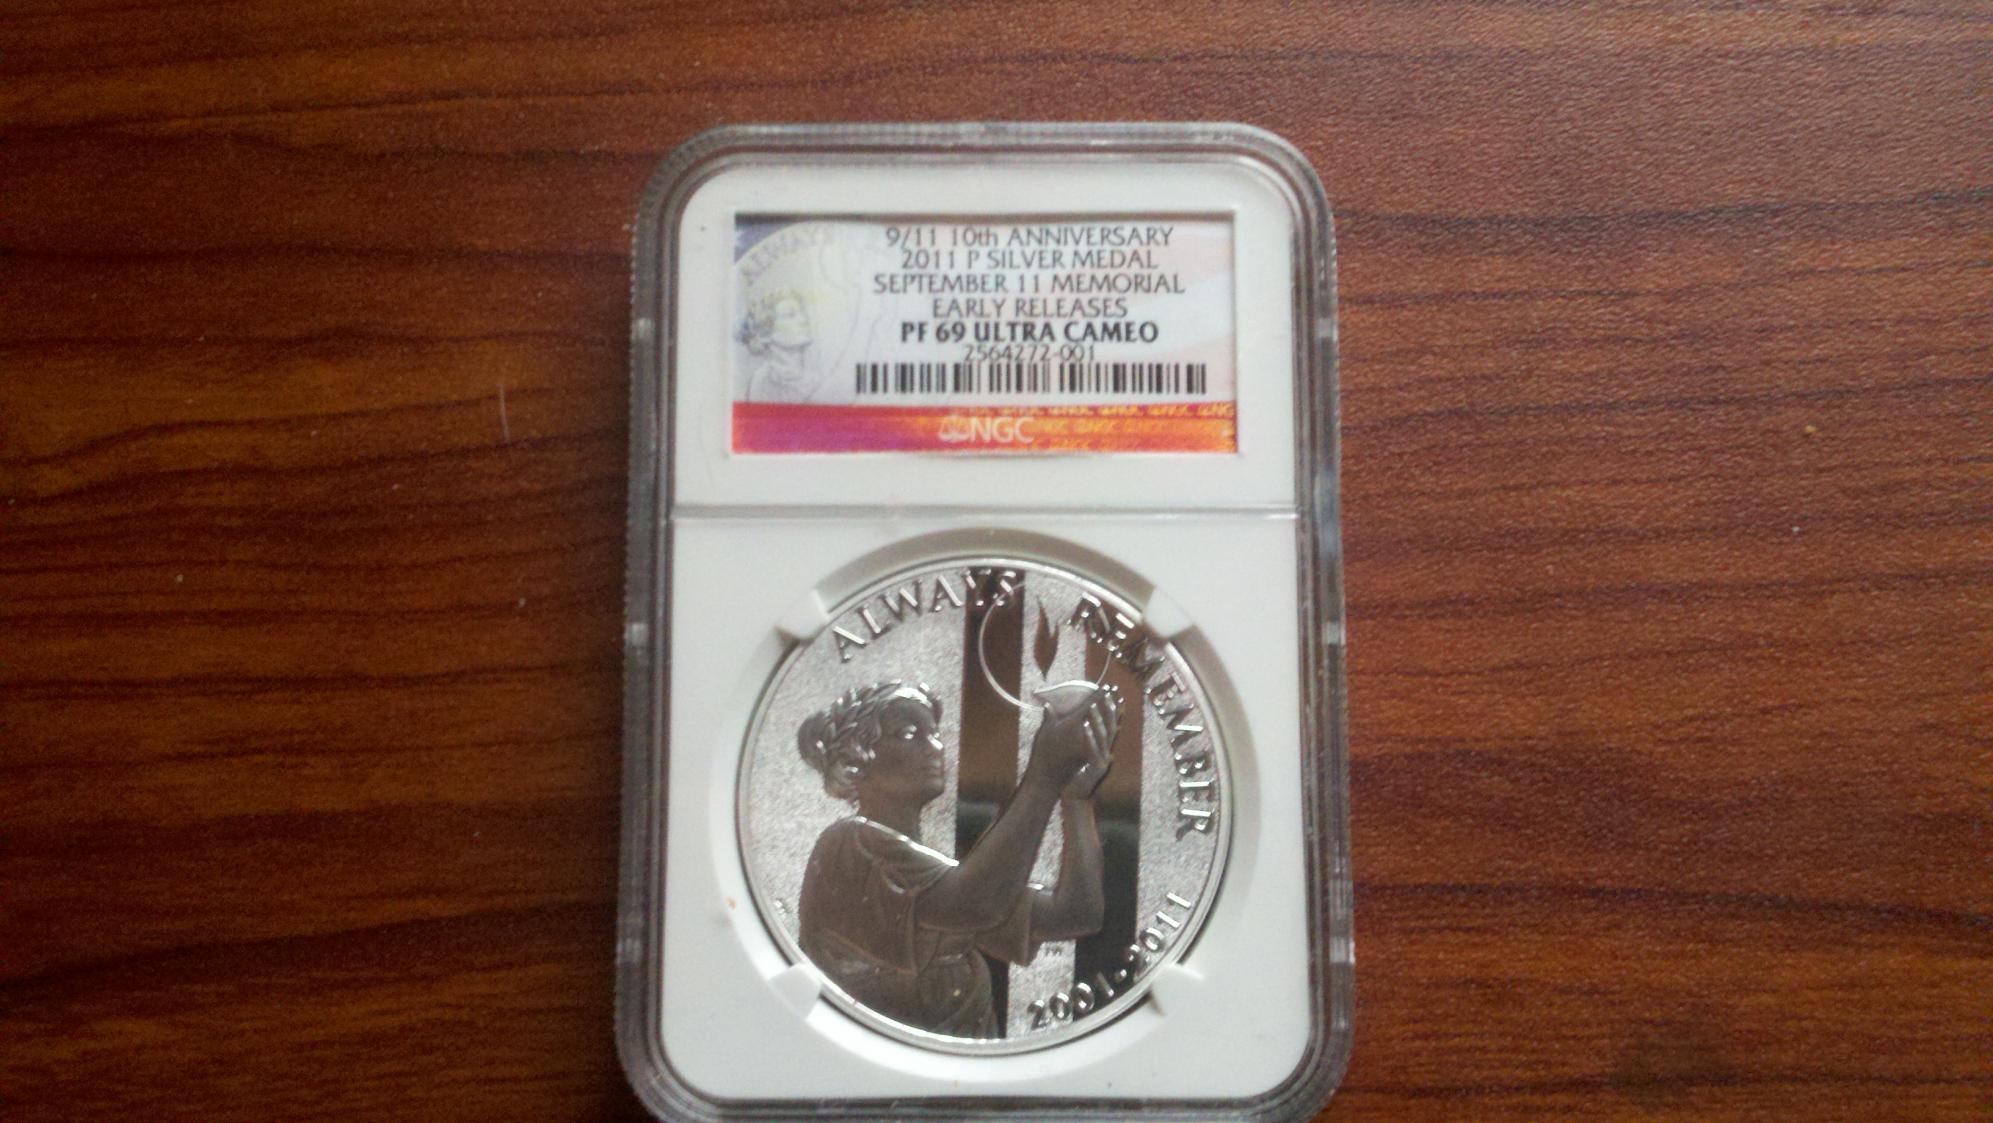 ALWAYS
9/11 10th ANNIVERSARY
2011 P SILVER MEDAL
SEPTEMBER 11 MEMORIAL
EARLY RELEASES
PF 69 ULTRA CAMEO
2564272-001
NGC
ALWAYS REMEMBER
2001-2011